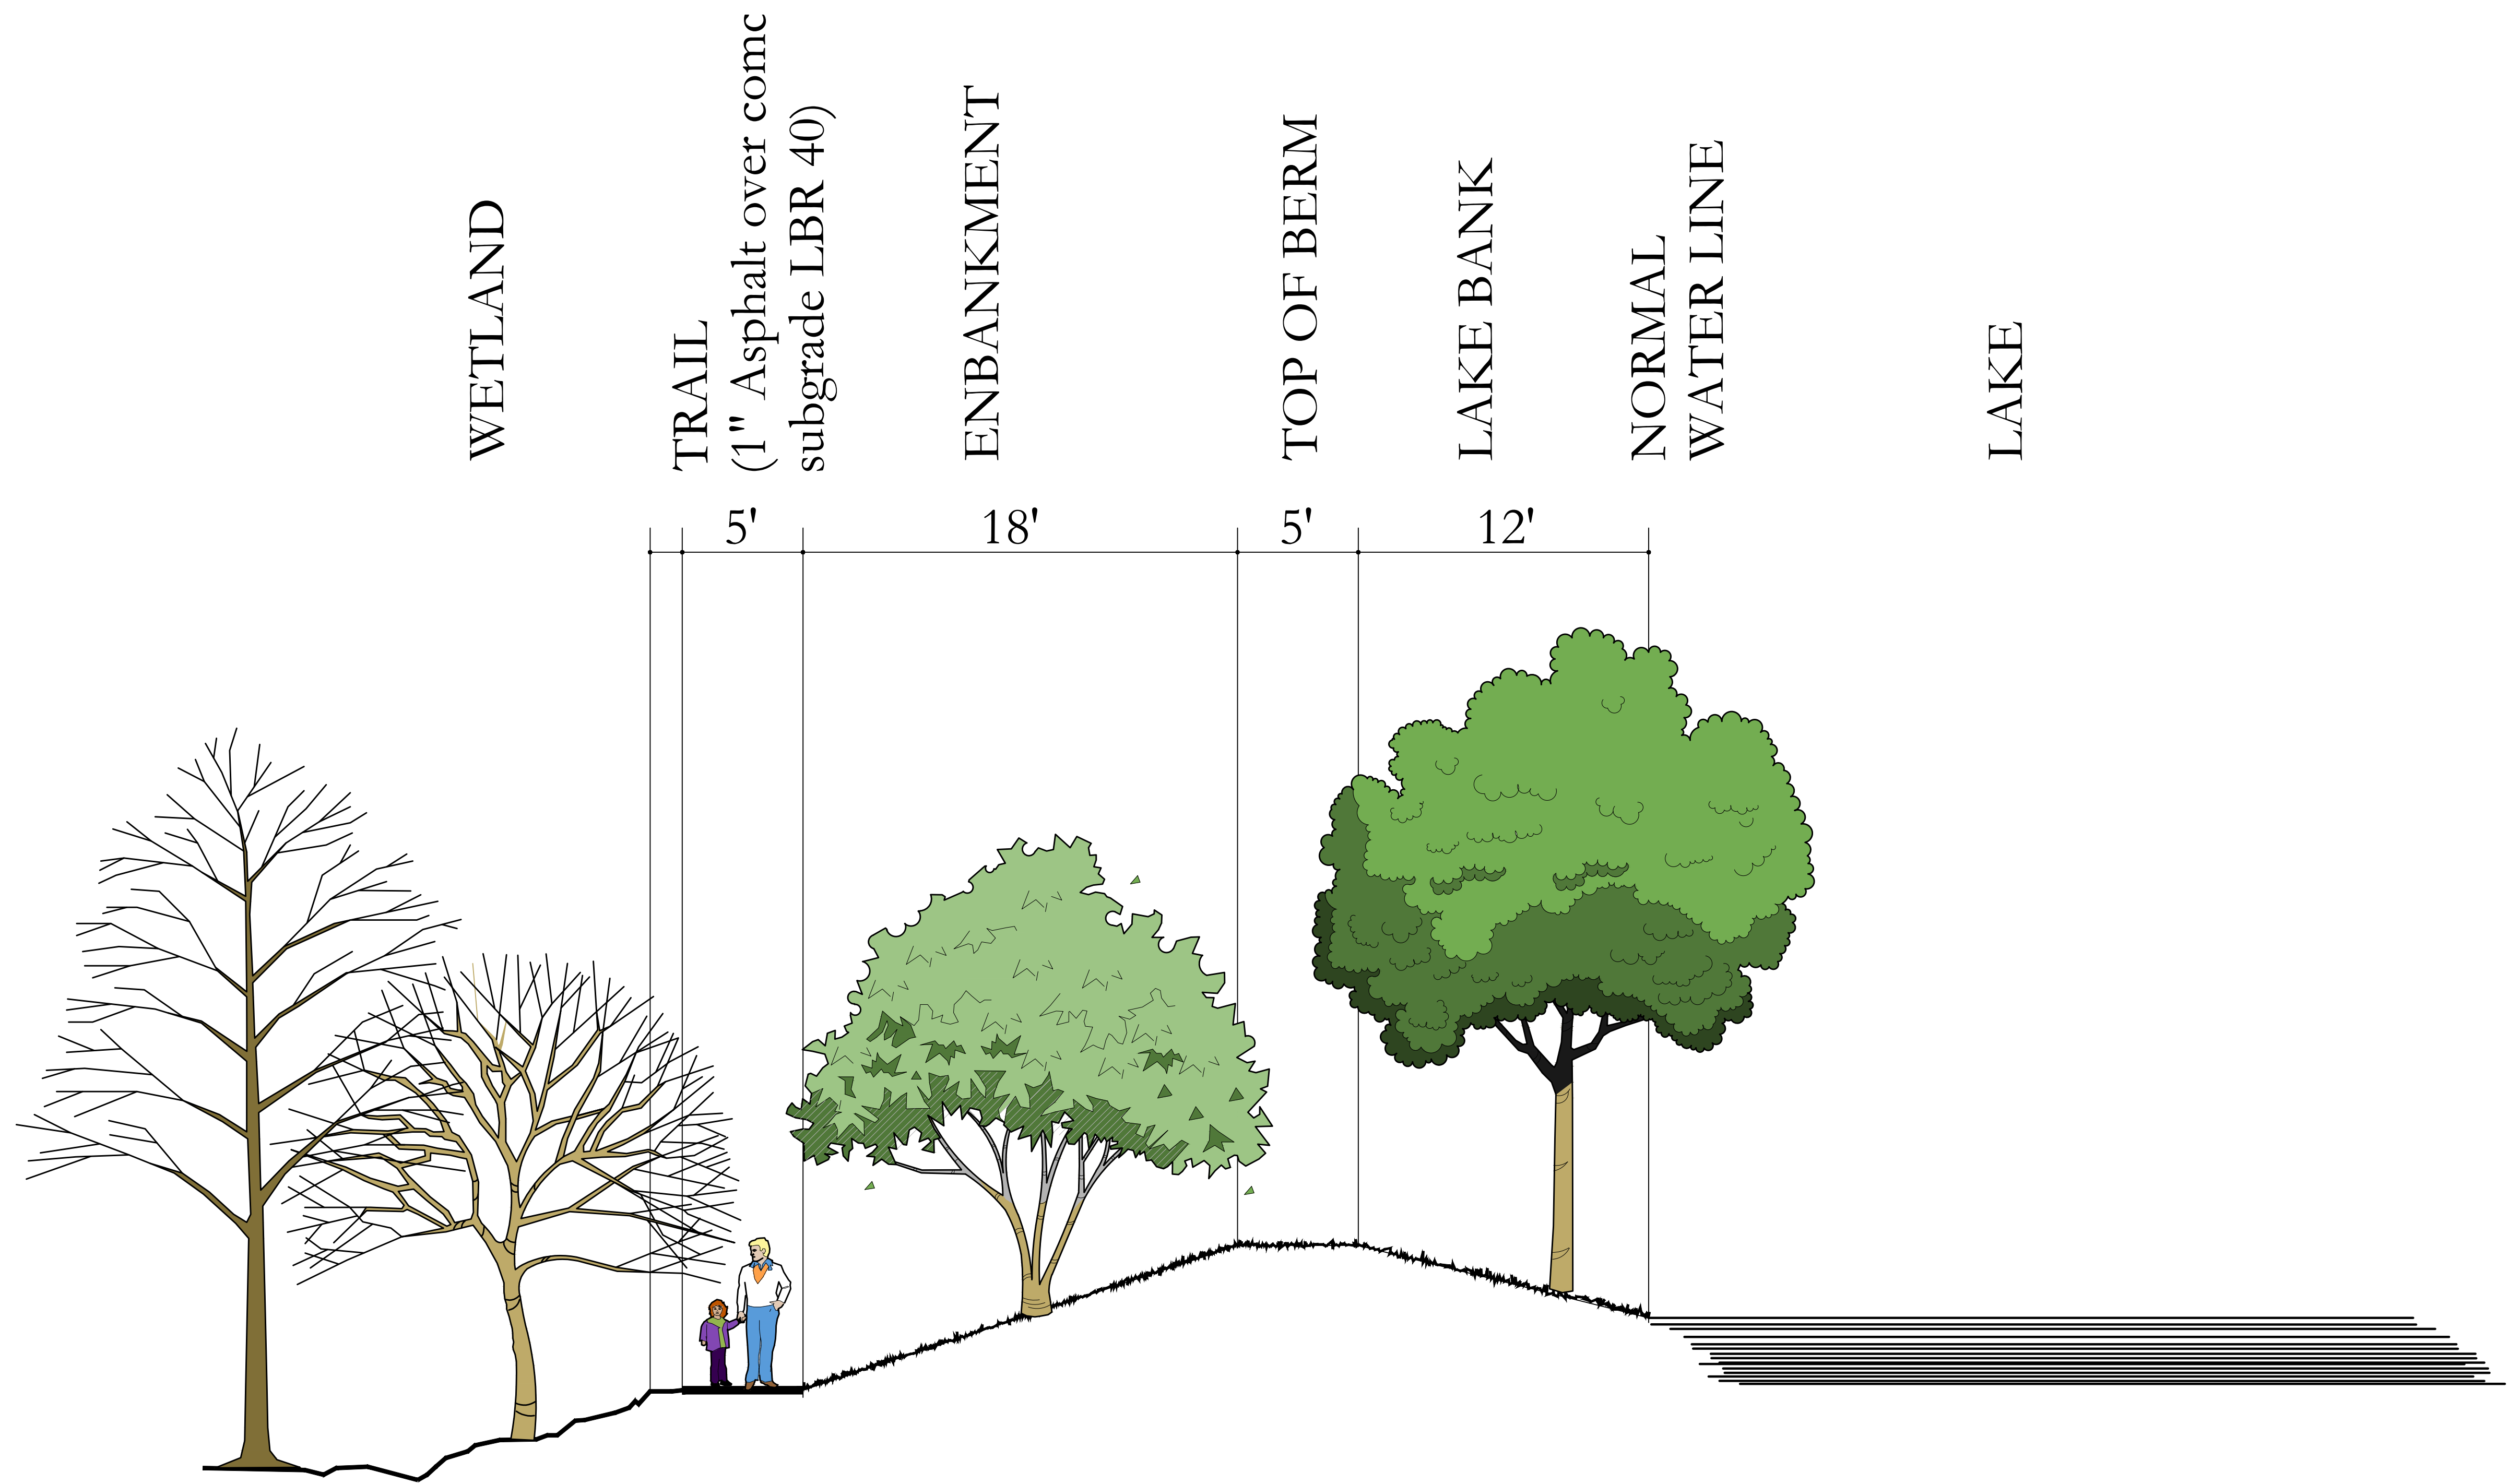 WETLAND
TRAIL
(1" Asphalt over comc
subgrade LBR 40)
ENBANKMENT
TOP OF BERM
LAKE BANK
NORMAL
WATER LINE
LAKE
5'
18'
5'
12'